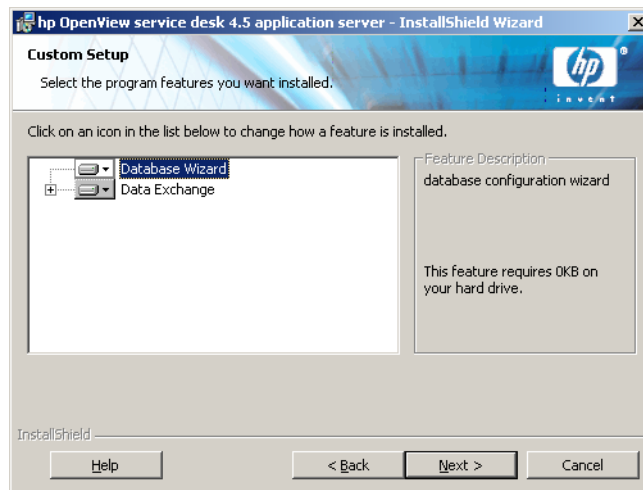 hp OpenView service desk 4.5 application server - InstallShield Wizard
Custom Setup
Select the program features you want installed.
hp
®
invent
Click on an icon in the list below to change how a feature is installed.
Database Wizard
Data Exchange
Feature Description
database configuration wizard
This feature requires 0KB on
your hard drive.
InstallShield
Help
< Back
Next >
Cancel